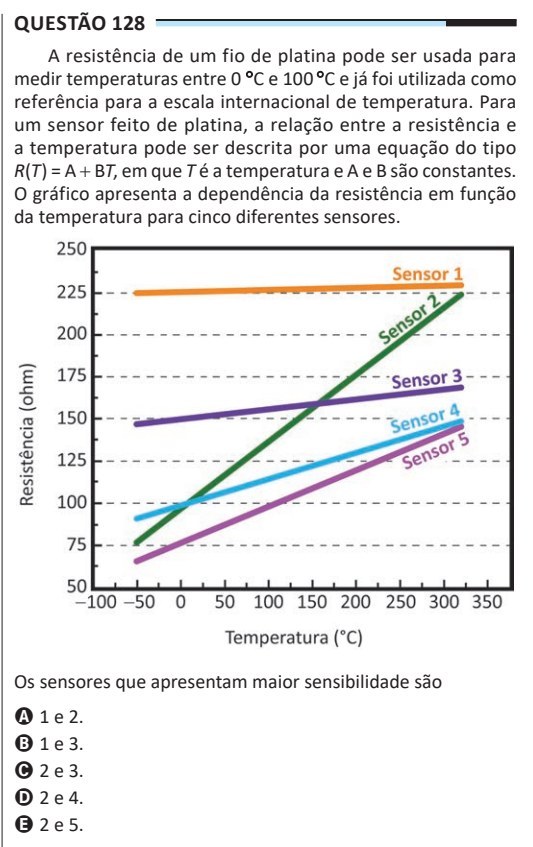 QUESTÃO 128
A resistência de um fio de platina pode ser usada para
medir temperaturas entre 0 °C e 100 °C e já foi utilizada como
referência para a escala internacional de temperatura. Para
um sensor feito de platina, a relação entre a resistência e
a temperatura pode ser descrita por uma equação do tipo
R(T) = A + BT, em que T é a temperatura e A e B são constantes.
O gráfico apresenta a dependência da resistência em função
da temperatura para cinco diferentes sensores.
250
Sensor 1
225
Sensor 2
200
175
Sensor 3
150
Sensor 4
Sensor 5
125
100
75
50
Resistência (ohm)
−100 −50 0 50 100 150 200 250 300 350
Temperatura (°C)
Os sensores que apresentam maior sensibilidade são
A 1 e 2.
B 1 e 3.
C 2 e 3.
D 2 e 4.
E 2 e 5.